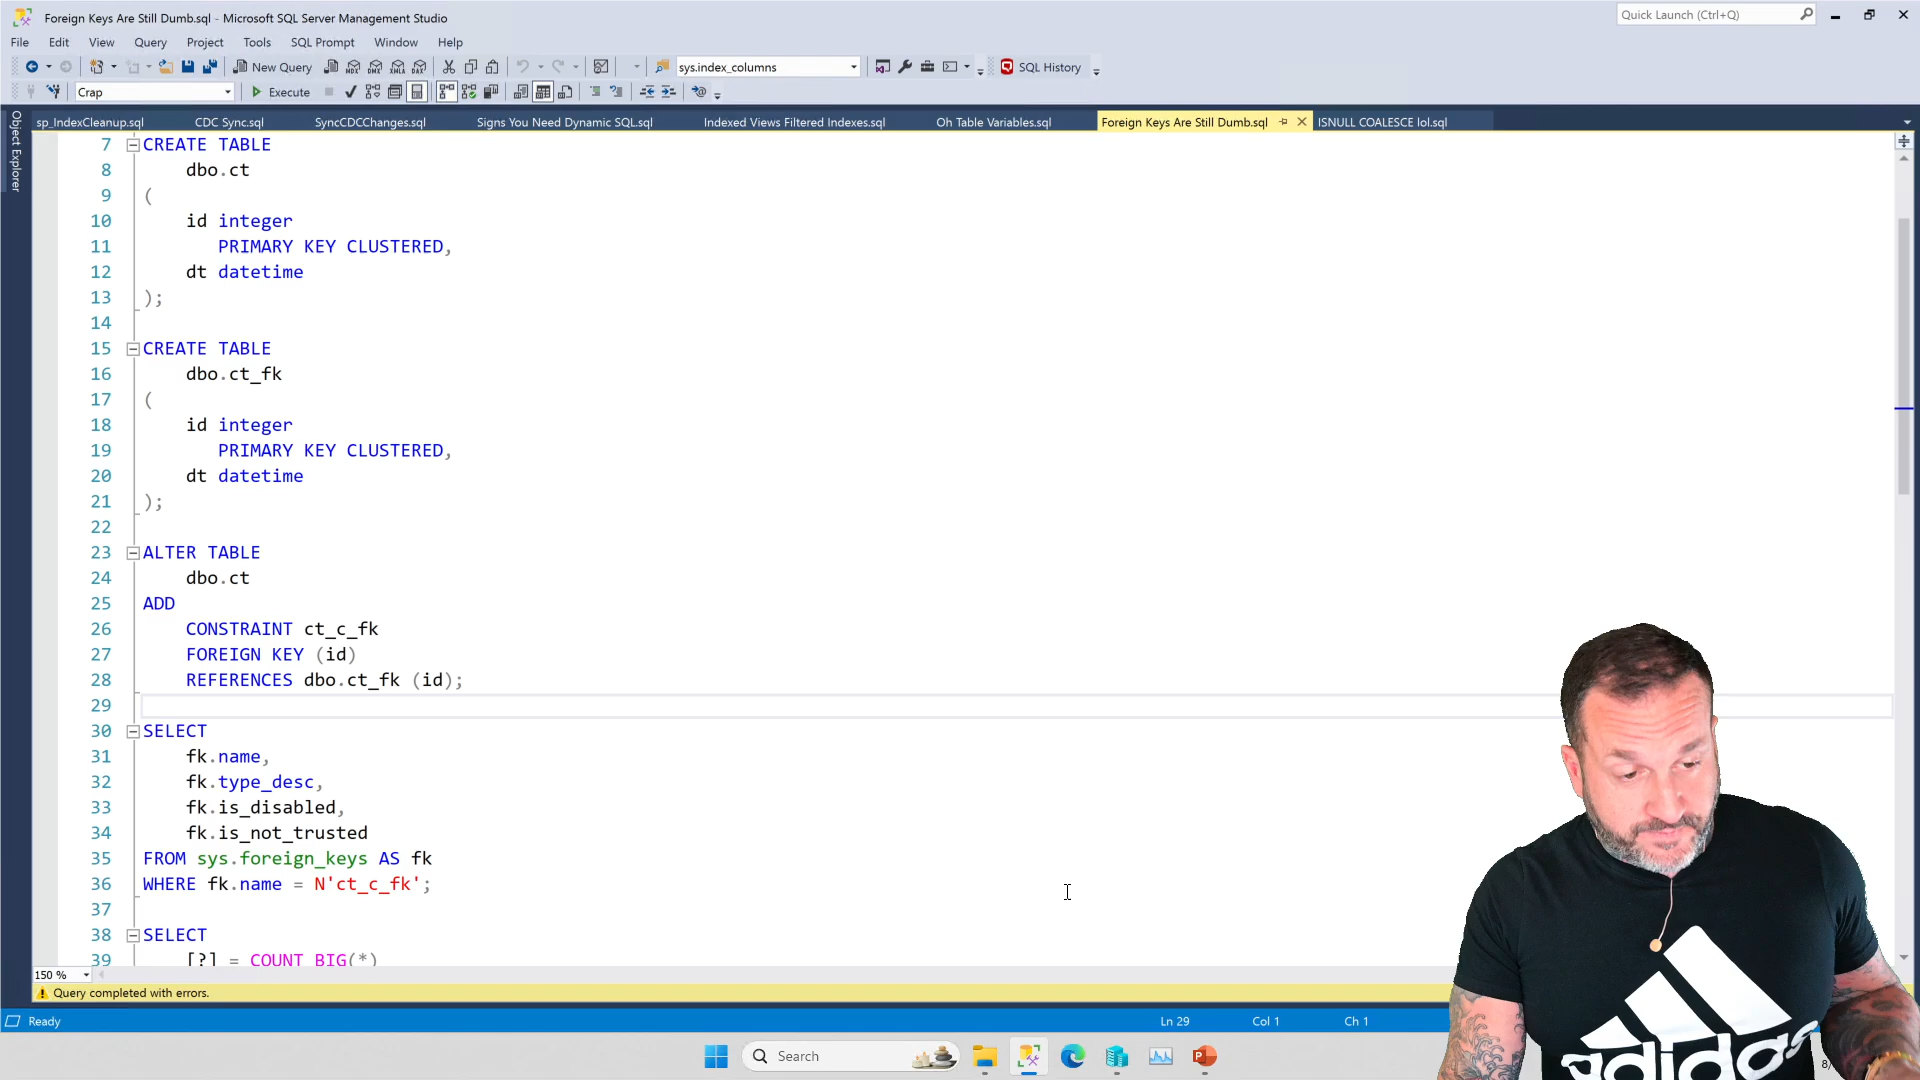 Foreign Keys Are Still Dumb.sql - Microsoft SQL Server Management Studio
Quick Launch (Ctrl+Q)
File Edit View Query Project Tools SQL Prompt Window Help
New Query
sys.index_columns
SQL History
Crap
Execute
sp_IndexCleanup.sql
CDC Sync.sql
SyncCDCChanges.sql
Signs You Need Dynamic SQL.sql
Indexed Views Filtered Indexes.sql
Oh Table Variables.sql
Foreign Keys Are Still Dumb.sql
ISNULL COALESCE lol.sql
Object Explorer
7 CREATE TABLE
8 dbo.ct
9 (
10 id integer
11 PRIMARY KEY CLUSTERED,
12 dt datetime
13 );
14
15 CREATE TABLE
16 dbo.ct_fk
17 (
18 id integer
19 PRIMARY KEY CLUSTERED,
20 dt datetime
21 );
22
23 ALTER TABLE
24 dbo.ct
25 ADD
26 CONSTRAINT ct_c_fk
27 FOREIGN KEY (id)
28 REFERENCES dbo.ct_fk (id);
29
30 SELECT
31 fk.name,
32 fk.type_desc,
33 fk.is_disabled,
34 fk.is_not_trusted
35 FROM sys.foreign_keys AS fk
36 WHERE fk.name = N'ct_c_fk';
37
38 SELECT
39 [?] = COUNT_BIG(*)
150 %
Query completed with errors.
Ready
Ln 29
Col 1
Ch 1
Search
adidas